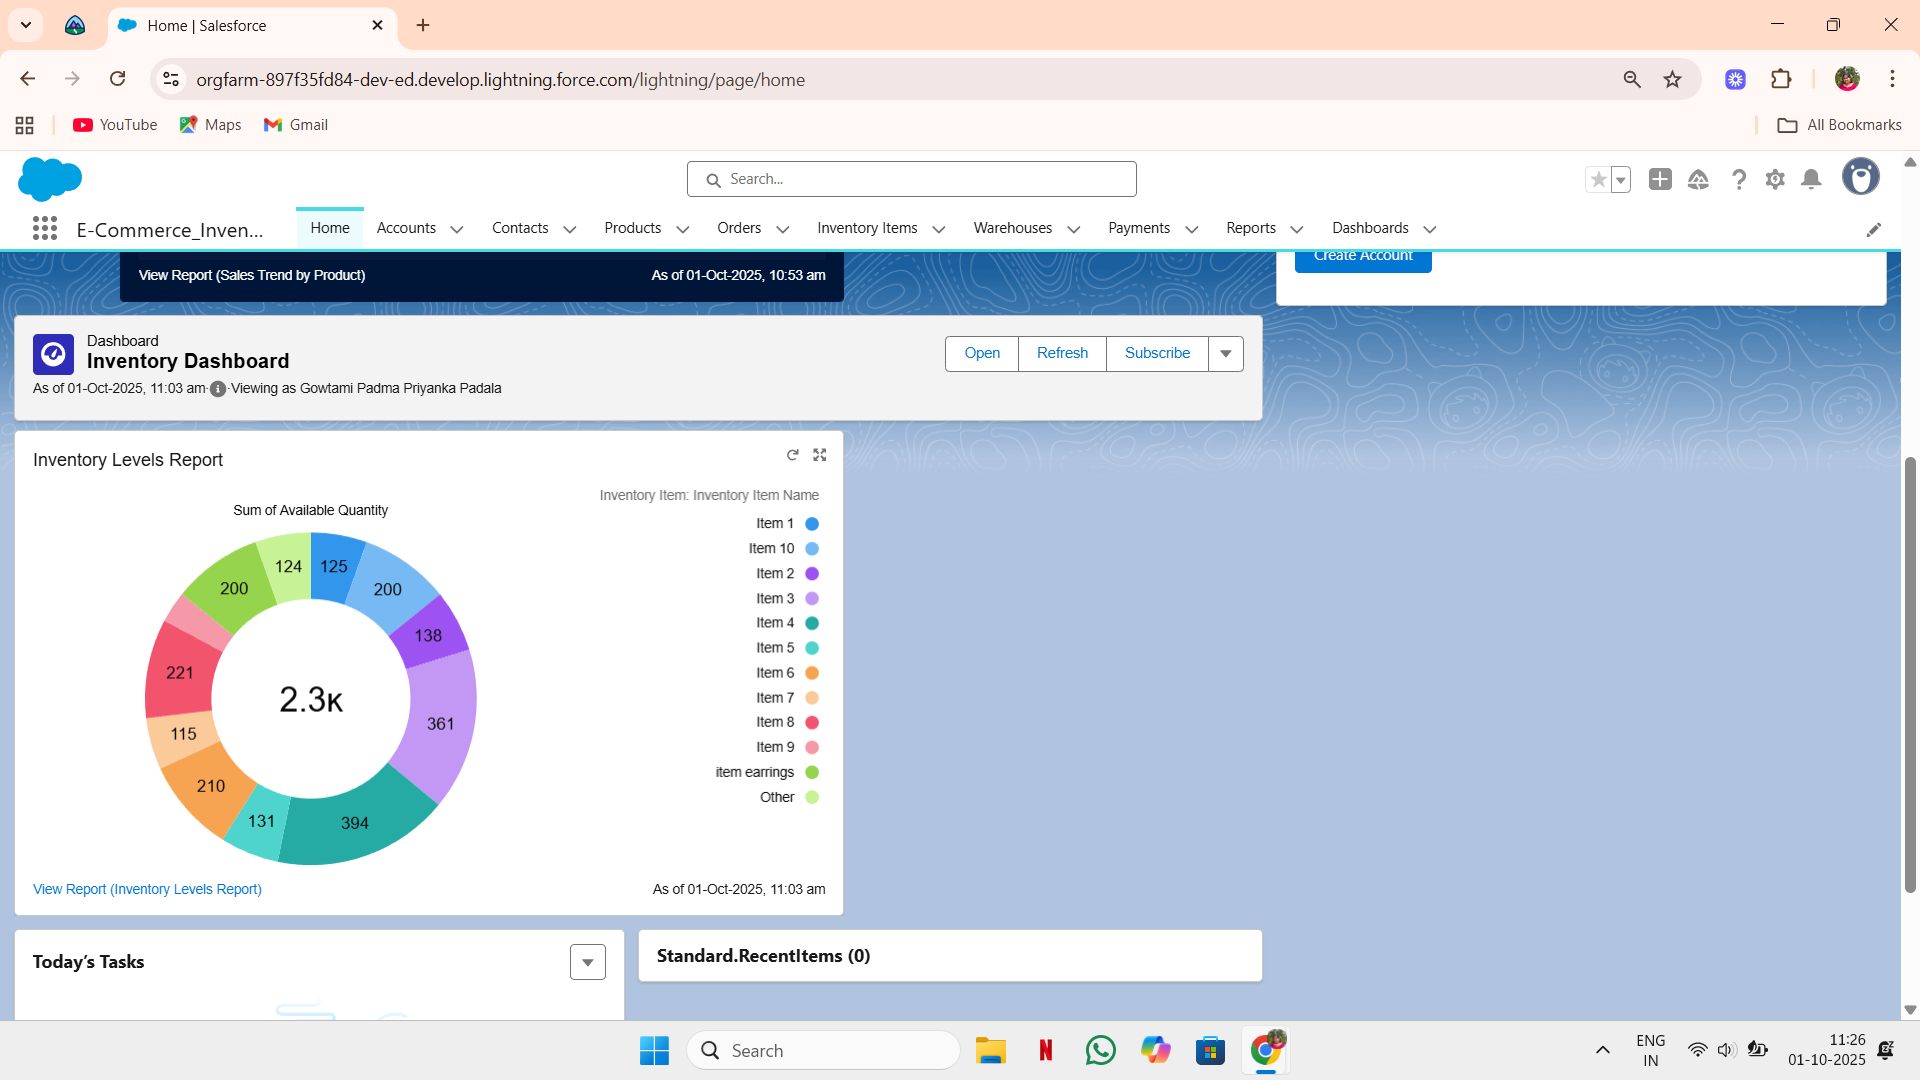 Home | Salesforce
orgfarm-897f35fd84-dev-ed.develop.lightning.force.com/lightning/page/home
YouTube Maps Gmail All Bookmarks
Search...
E-Commerce_Inven... Home Accounts Contacts Products Orders Inventory Items Warehouses Payments Reports Dashboards
View Report (Sales Trend by Product) As of 01-Oct-2025, 10:53 am
Create Account
Dashboard
Inventory Dashboard
As of 01-Oct-2025, 11:03 am·Viewing as Gowtami Padma Priyanka Padala
Open Refresh Subscribe
Inventory Levels Report
Sum of Available Quantity
Inventory Item: Inventory Item Name
Item 1
Item 10
Item 2
Item 3
Item 4
Item 5
Item 6
Item 7
Item 8
Item 9
item earrings
Other
125
200
138
361
394
131
210
115
221
200
124
2.3K
View Report (Inventory Levels Report) As of 01-Oct-2025, 11:03 am
Today's Tasks
Standard.RecentItems (0)
Search
N
ENG
IN
11:26
01-10-2025